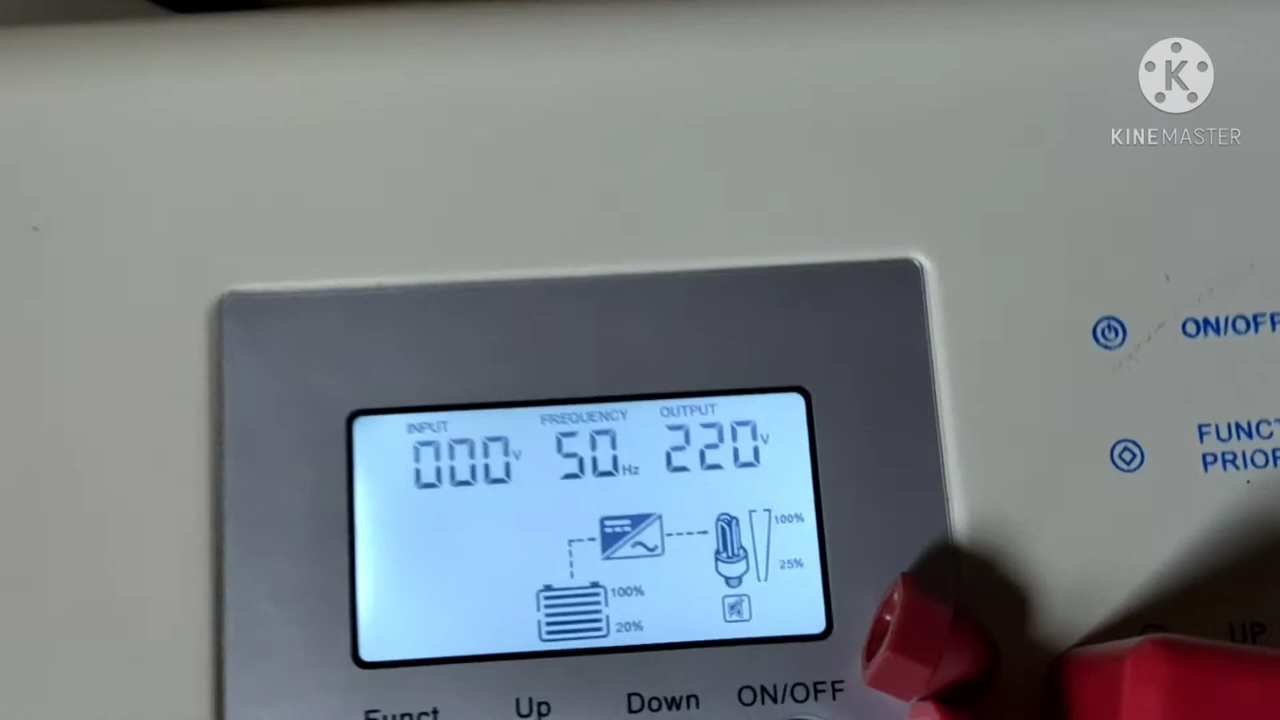 K
KINEMASTER
ON/OFF
FUNCT
PRIOR
INPUT FREQUENCY OUTPUT
000V 50Hz 220V
100%
25%
100%
20%
UP
Funct Up Down ON/OFF